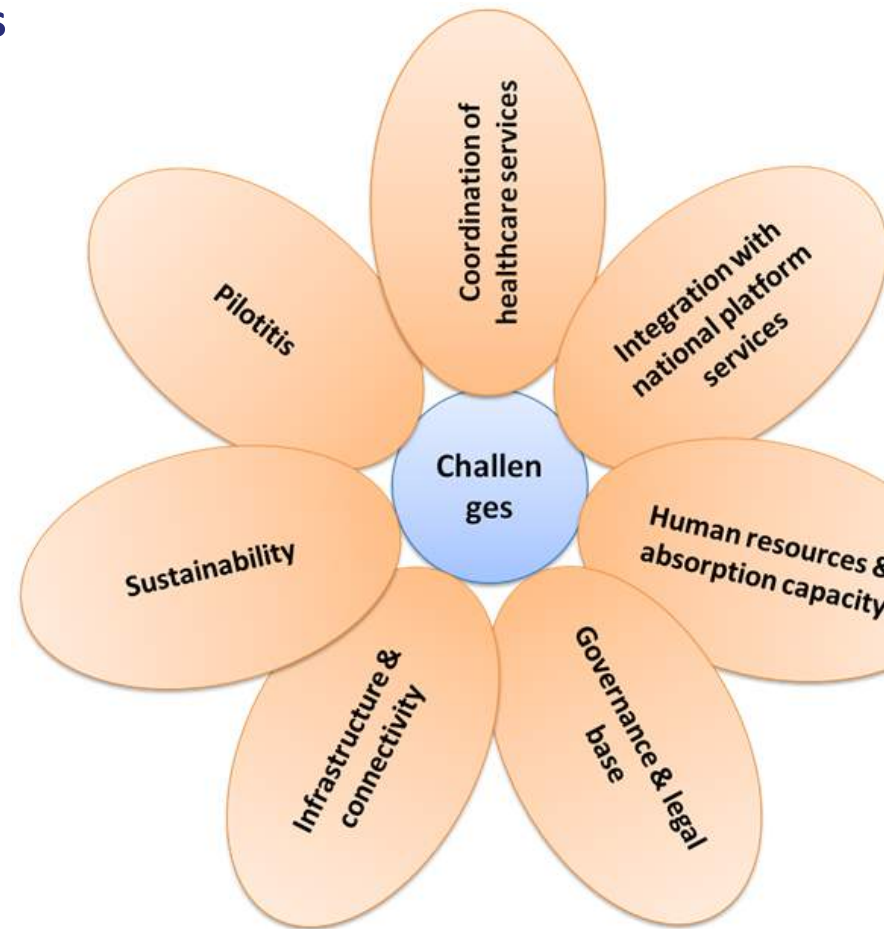 s
Coordination of
healthcare services
Integration with
national platform
services
Human resources &
absorption capacity
Governance & legal
base
Infrastructure &
connectivity
Sustainability
Pilotitis
Challen
ges